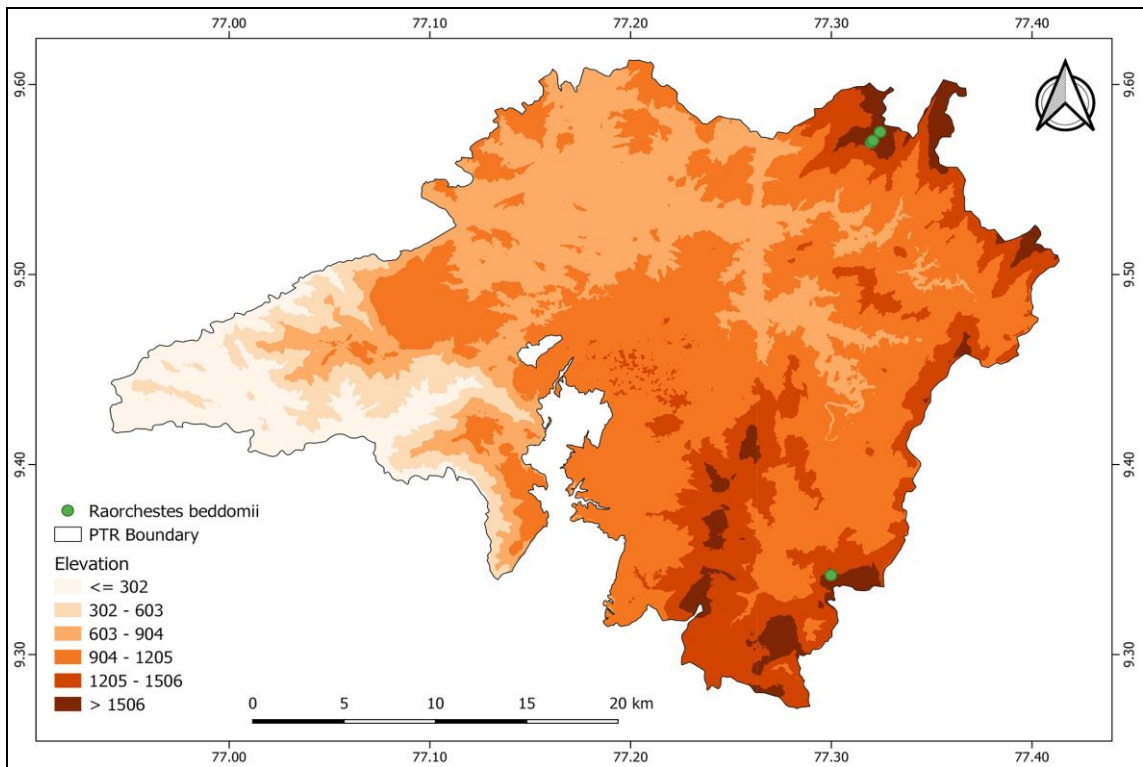 77.00 77.10 77.20 77.30 77.40
9.60 9.60
9.50 9.50
9.40 9.40
9.30 9.30
Raorchestes beddomii
PTR Boundary
Elevation
<= 302
302 - 603
603 - 904
904 - 1205
1205 - 1506
> 1506
0 5 10 15 20 km
77.00 77.10 77.20 77.30 77.40